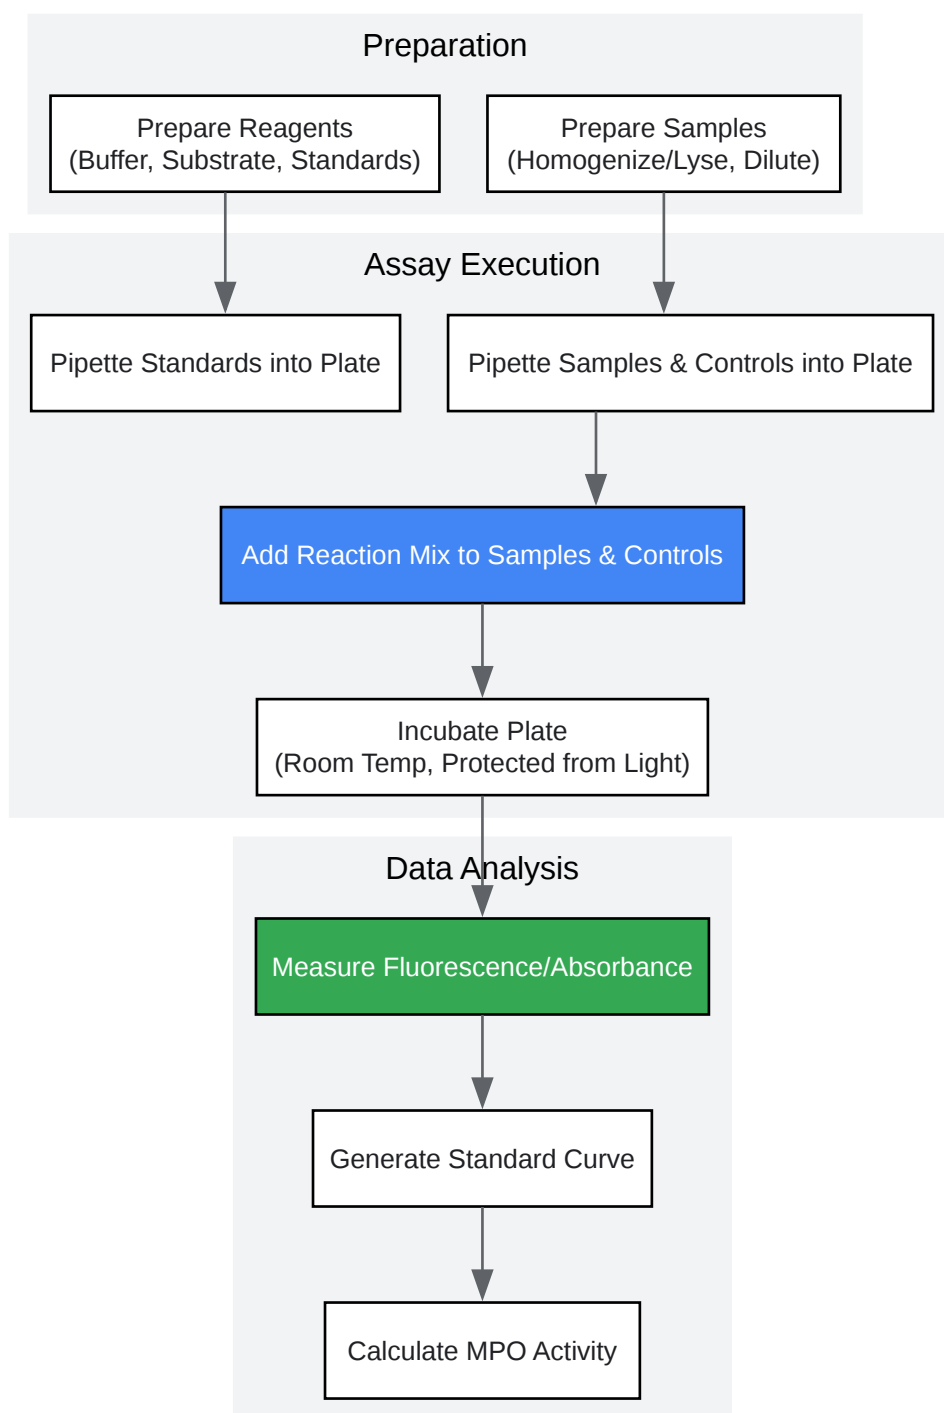 Preparation
Prepare Reagents
(Buffer, Substrate, Standards)
Prepare Samples
(Homogenize/Lyse, Dilute)
Assay Execution
Pipette Standards into Plate
Pipette Samples & Controls into Plate
Add Reaction Mix to Samples & Controls
Incubate Plate
(Room Temp, Protected from Light)
Data Analysis
Measure Fluorescence/Absorbance
Generate Standard Curve
Calculate MPO Activity